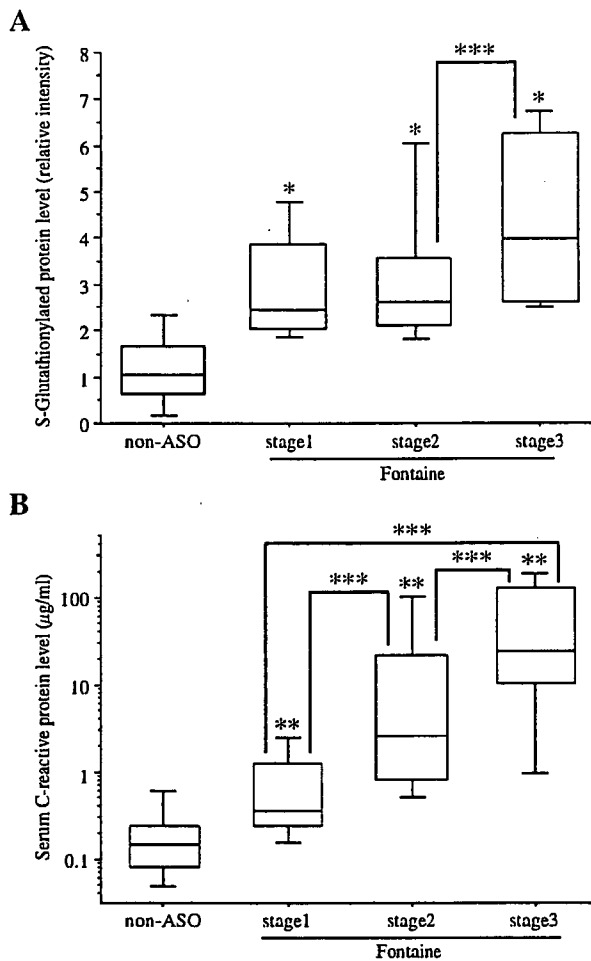 A
S-Glutathionylated protein level (relative intensity)
8
7
6
5
4
3
2
1
0
***
*
*
*
non-ASO
stage1
stage2
stage3
Fontaine
B
Serum C-reactive protein level (μg/ml)
100
10
1
0.1
***
***
***
**
**
**
non-ASO
stage1
stage2
stage3
Fontaine